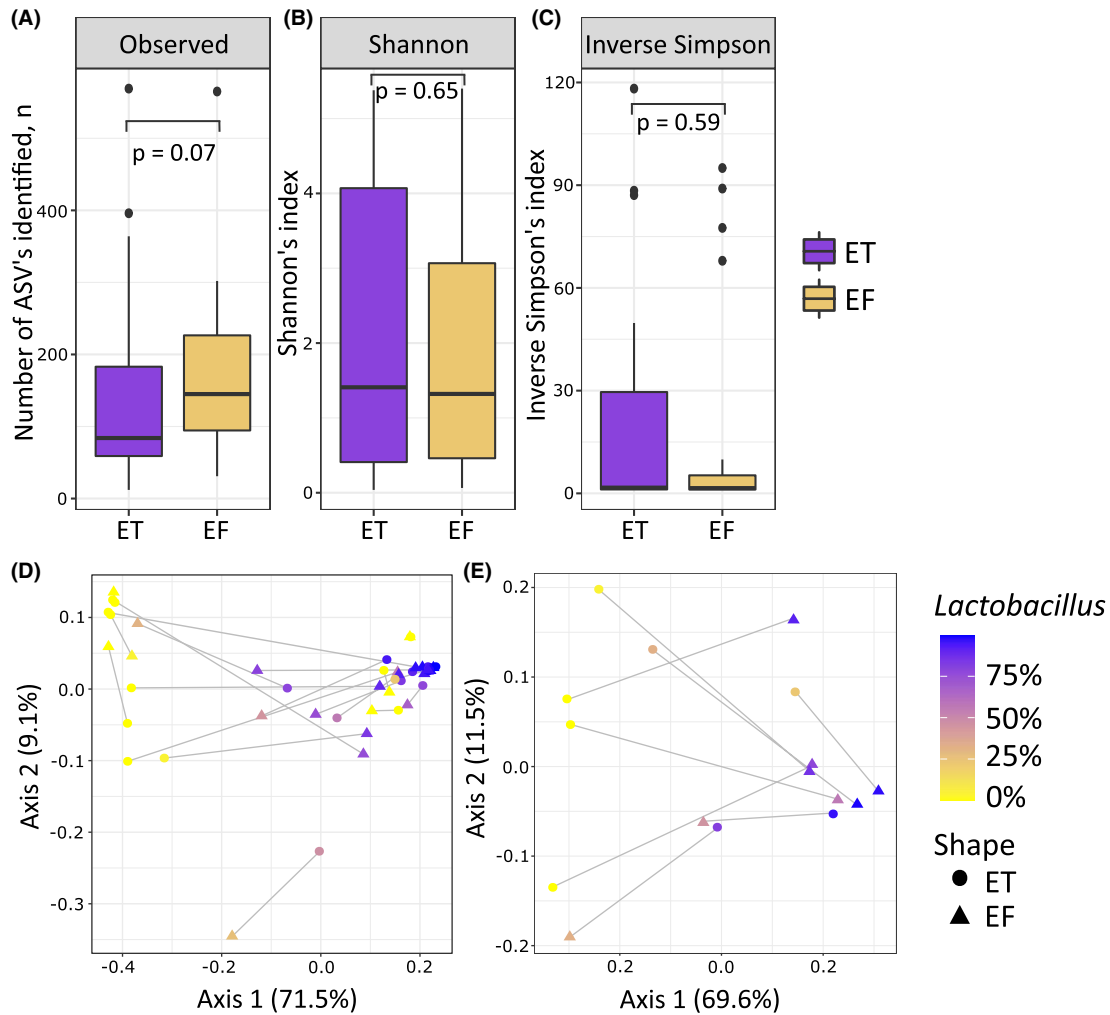 (A)
(B)
(C)
Observed
Shannon
Inverse Simpson
Number of ASV's identified, n
0
200
400
p = 0.07
ET
EF
Shannon's index
0
2
4
p = 0.65
ET
EF
Inverse Simpson's index
0
30
60
90
120
p = 0.59
ET
EF
ET
EF
(D)
Axis 2 (9.1%)
0.1
0.0
-0.1
-0.2
-0.3
-0.4
-0.2
0.0
0.2
Axis 1 (71.5%)
(E)
Axis 2 (11.5%)
0.2
0.1
0.0
-0.1
-0.2
0.2
0.0
0.2
Axis 1 (69.6%)
Lactobacillus
75%
50%
25%
0%
Shape
ET
EF